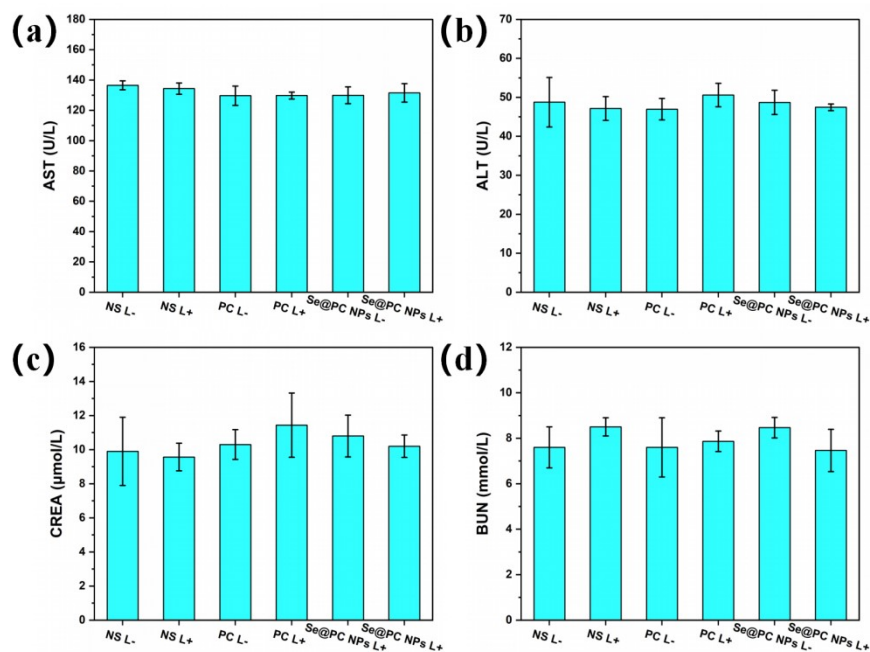 (a)
180
160
140
120
100
80
60
40
20
0
AST (U/L)
NS L-
NS L+
PC L-
PC L+
Se@PC NPs L-
Se@PC NPs L+
(b)
70
60
50
40
30
20
10
0
ALT (U/L)
NS L-
NS L+
PC L-
PC L+
Se@PC NPs L-
Se@PC NPs L+
(c)
16
14
12
10
8
6
4
2
0
CREA (μmol/L)
NS L-
NS L+
PC L-
PC L+
Se@PC NPs L+
Se@PC NPs L+
(d)
12
10
8
6
4
2
0
BUN (mmol/L)
NS L-
NS L+
PC L-
PC L+
Se@PC NPs L-
Se@PC NPs L+